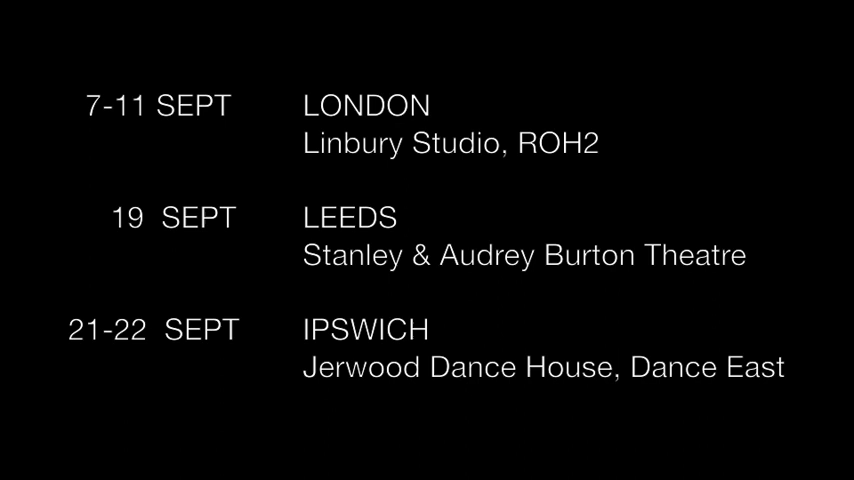 7-11 SEPT LONDON
Linbury Studio, ROH2
19 SEPT LEEDS
Stanley & Audrey Burton Theatre
21-22 SEPT IPSWICH
Jerwood Dance House, Dance East